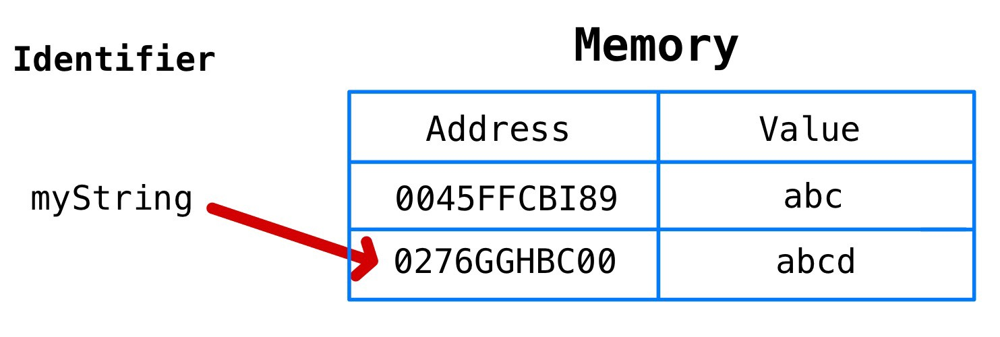 Identifier
Memory
Address Value
myString
0045FFCBI89 abc
0276GGHBC00 abcd